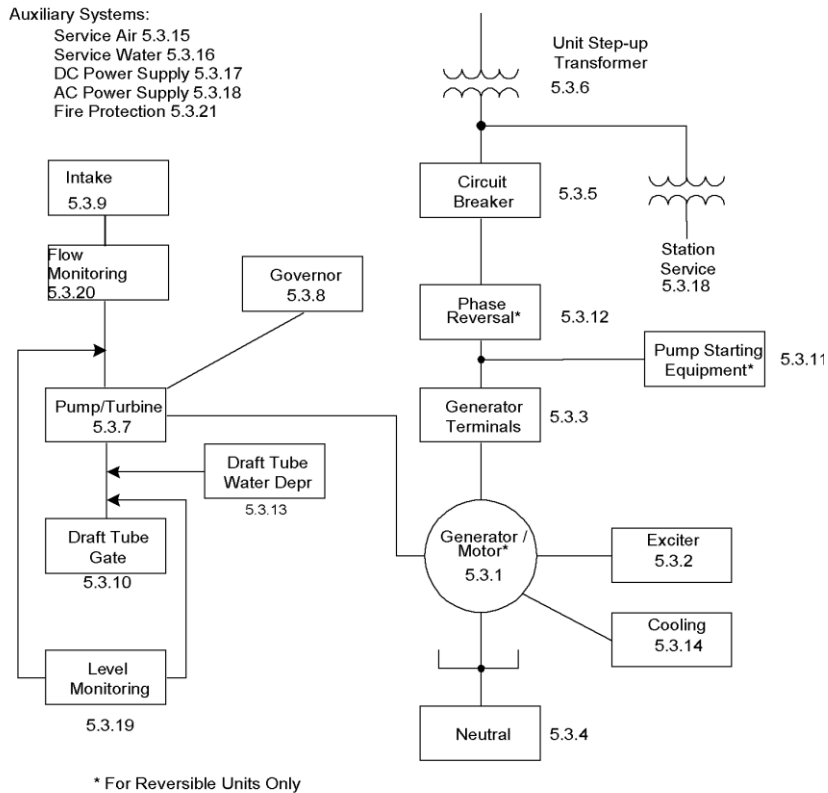 Auxiliary Systems:
Service Air 5.3.15
Service Water 5.3.16
DC Power Supply 5.3.17
AC Power Supply 5.3.18
Fire Protection 5.3.21
Unit Step-up
Transformer
5.3.6
Intake
5.3.9
Circuit
Breaker
5.3.5
Station
Service
5.3.18
Flow
Monitoring
5.3.20
Governor
5.3.8
Phase
Reversal*
5.3.12
Pump Starting
Equipment*
5.3.11
Pump/Turbine
5.3.7
Generator
Terminals
5.3.3
Draft Tube
Water Depr
5.3.13
Draft Tube
Gate
5.3.10
Generator /
Motor*
5.3.1
Exciter
5.3.2
Cooling
5.3.14
Level
Monitoring
5.3.19
Neutral
5.3.4
* For Reversible Units Only